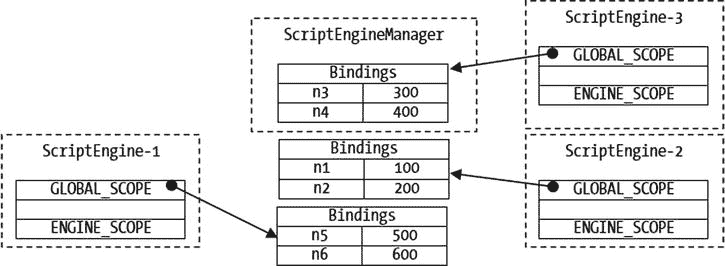 ScriptEngineManager
Bindings
n3 300
n4 400
ScriptEngine-3
GLOBAL_SCOPE
ENGINE_SCOPE
ScriptEngine-1
GLOBAL_SCOPE
ENGINE_SCOPE
Bindings
n1 100
n2 200
Bindings
n5 500
n6 600
ScriptEngine-2
GLOBAL_SCOPE
ENGINE_SCOPE